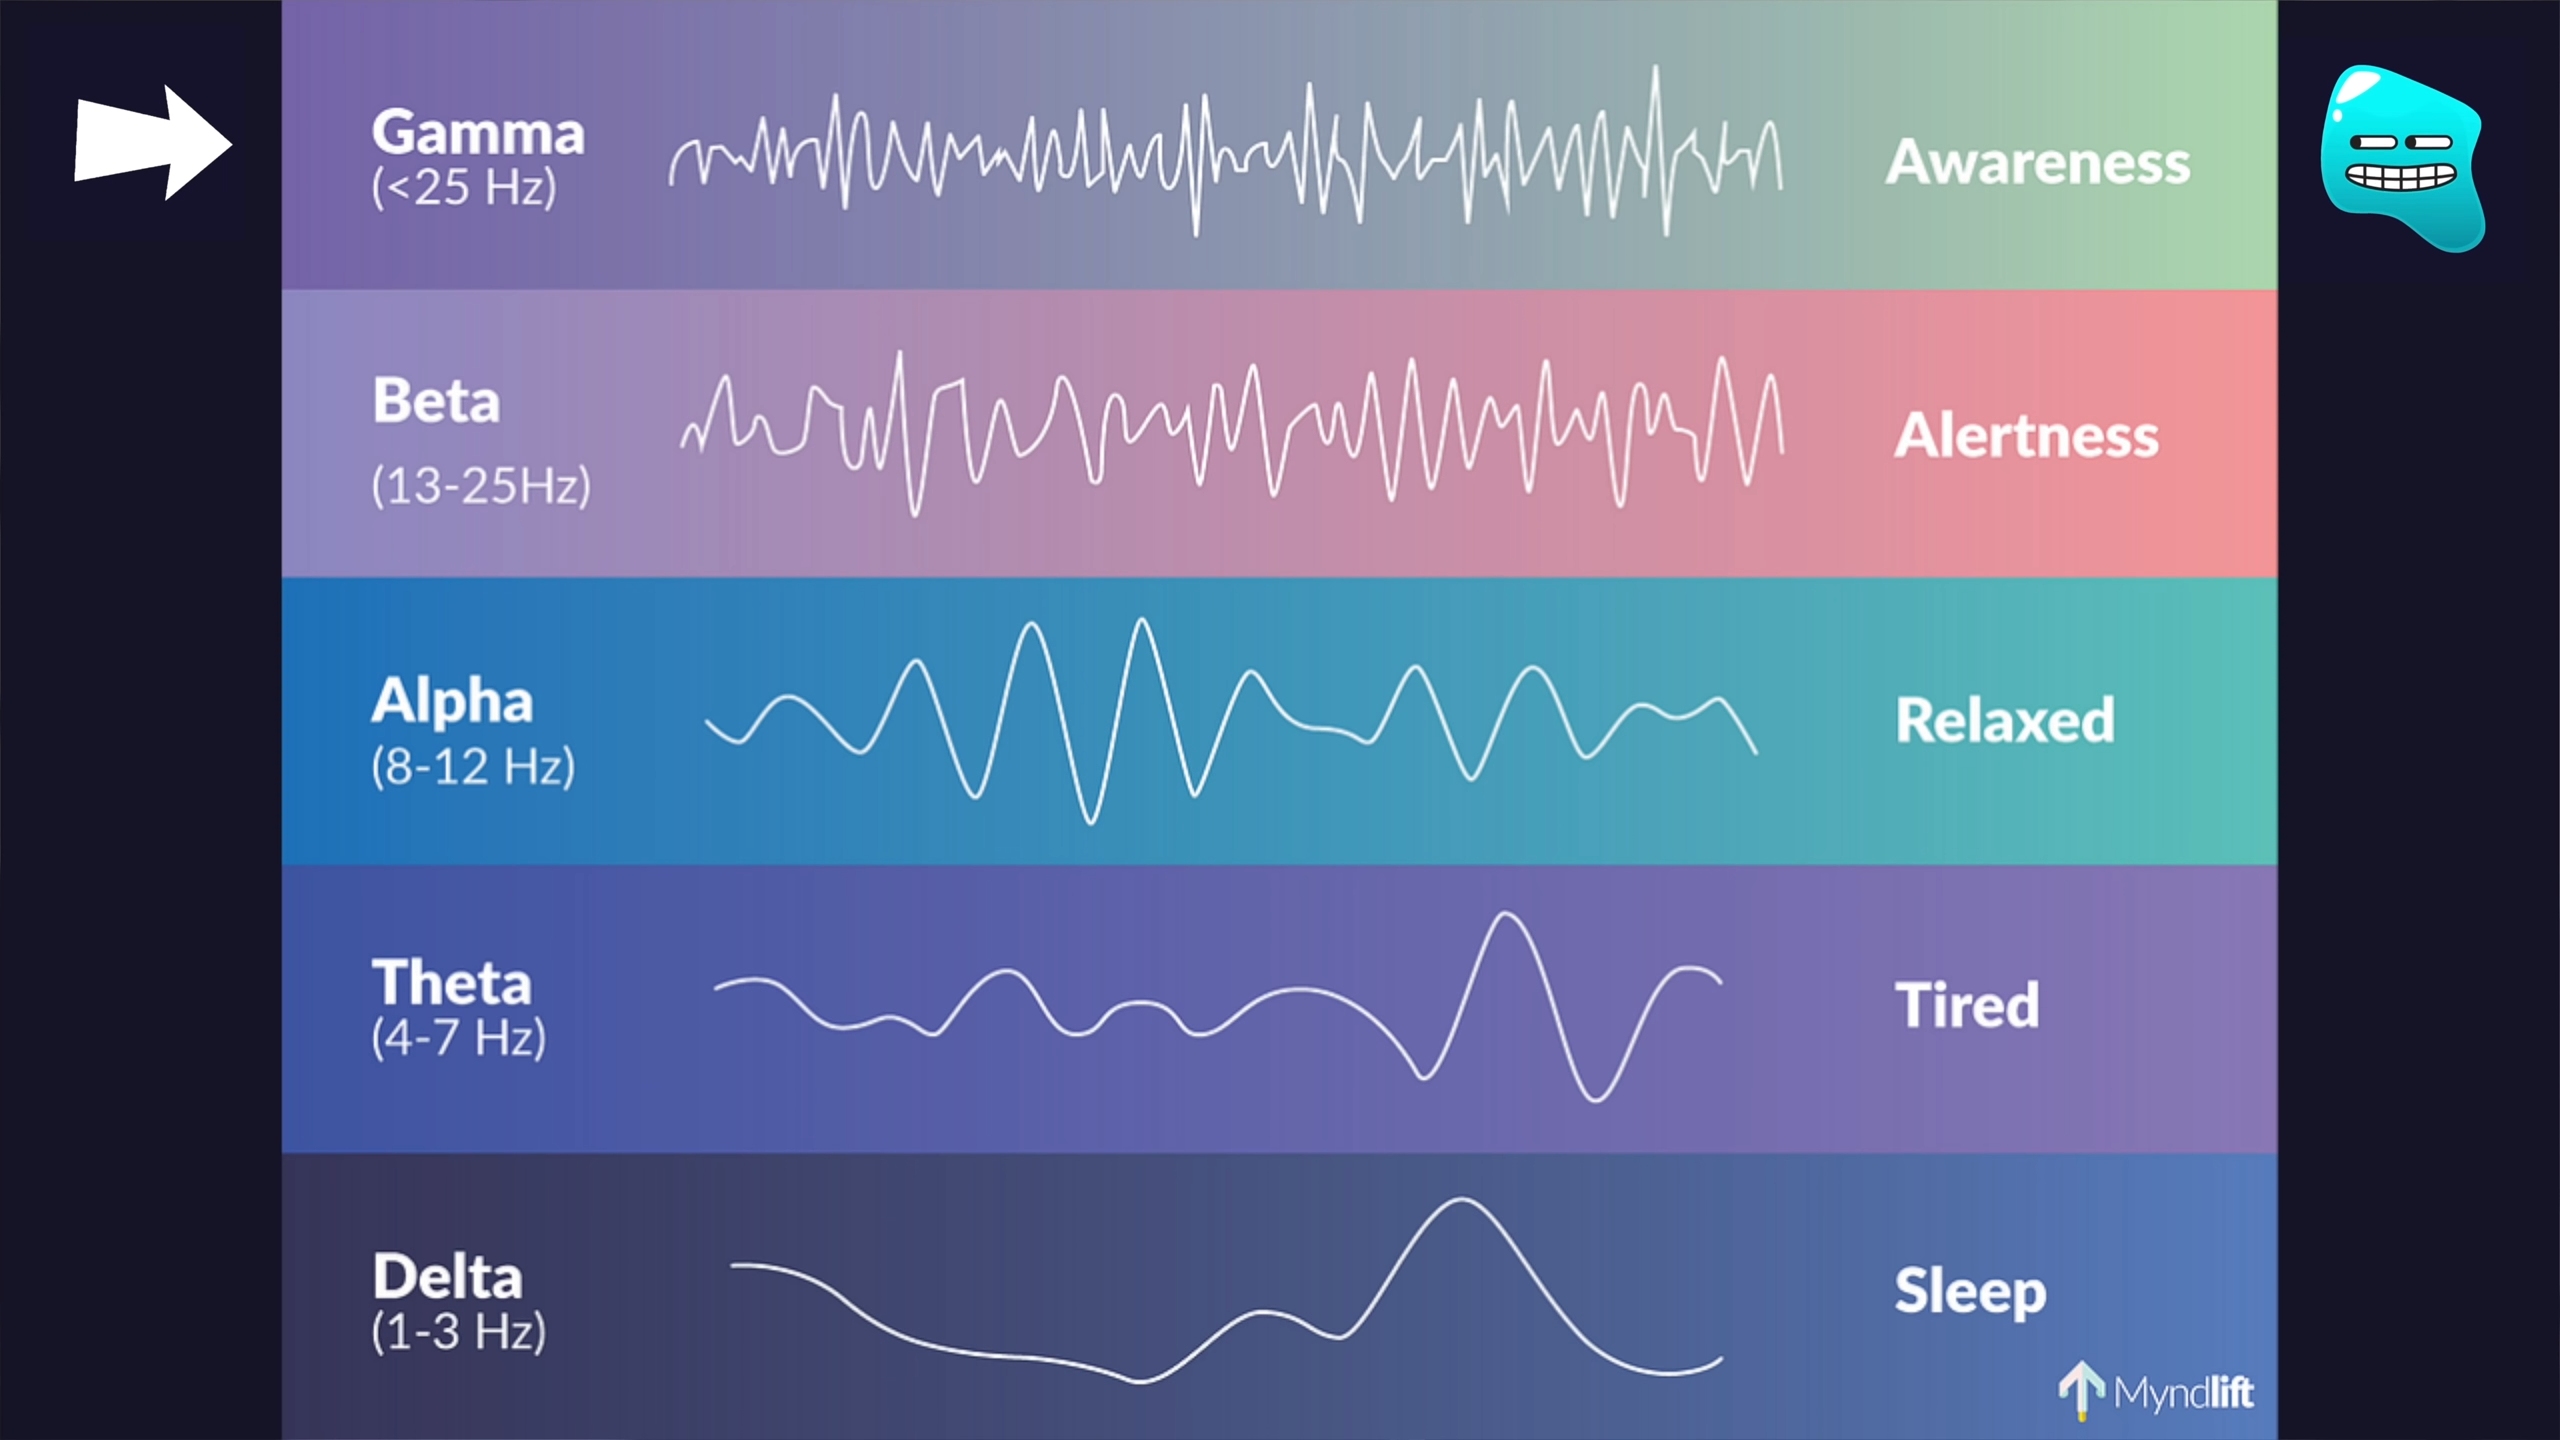 Gamma
(<25 Hz)
Awareness
Beta
(13-25Hz)
Alertness
Alpha
(8-12 Hz)
Relaxed
Theta
(4-7 Hz)
Tired
Delta
(1-3 Hz)
Sleep
Myndlift